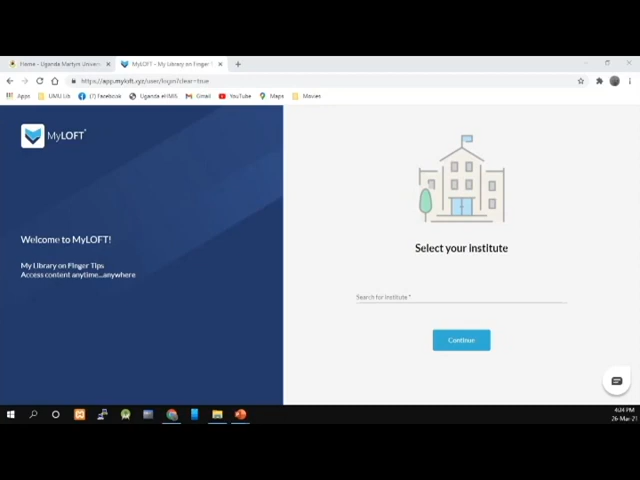 Home - Uganda Martyrs Univers
MyLOFT - My Library on Finger T
https://app.myloft.xyz/user/login?clear=true
Apps UMU Lib (7) Facebook Uganda eHMIS Gmail YouTube Maps Movies
MyLOFT
Welcome to MyLOFT!
My Library on Finger Tips
Access content anytime...anywhere
Select your institute
Search for institute *
Continue
4:04 PM
26-Mar-21